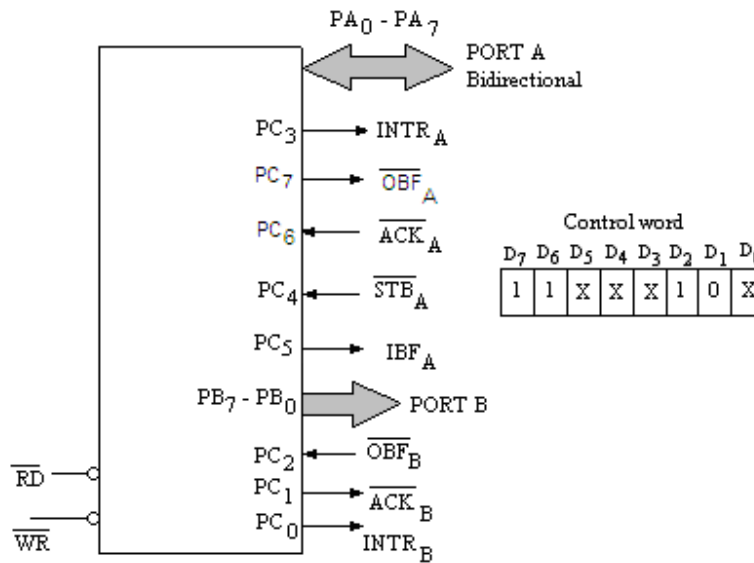 PA0 - PA7
PORT A
Bidirectional
PC3 INTRA
PC7 OBFA
PC6 ACKA
Control word
D7 D6 D5 D4 D3 D2 D1
1 1 X X X 1 0 X
PC4 STBA
PC5 IBFA
PB7 - PB0 PORT B
PC2 OBFB
RD
PC1 ACKB
WR
PC0 INTRB